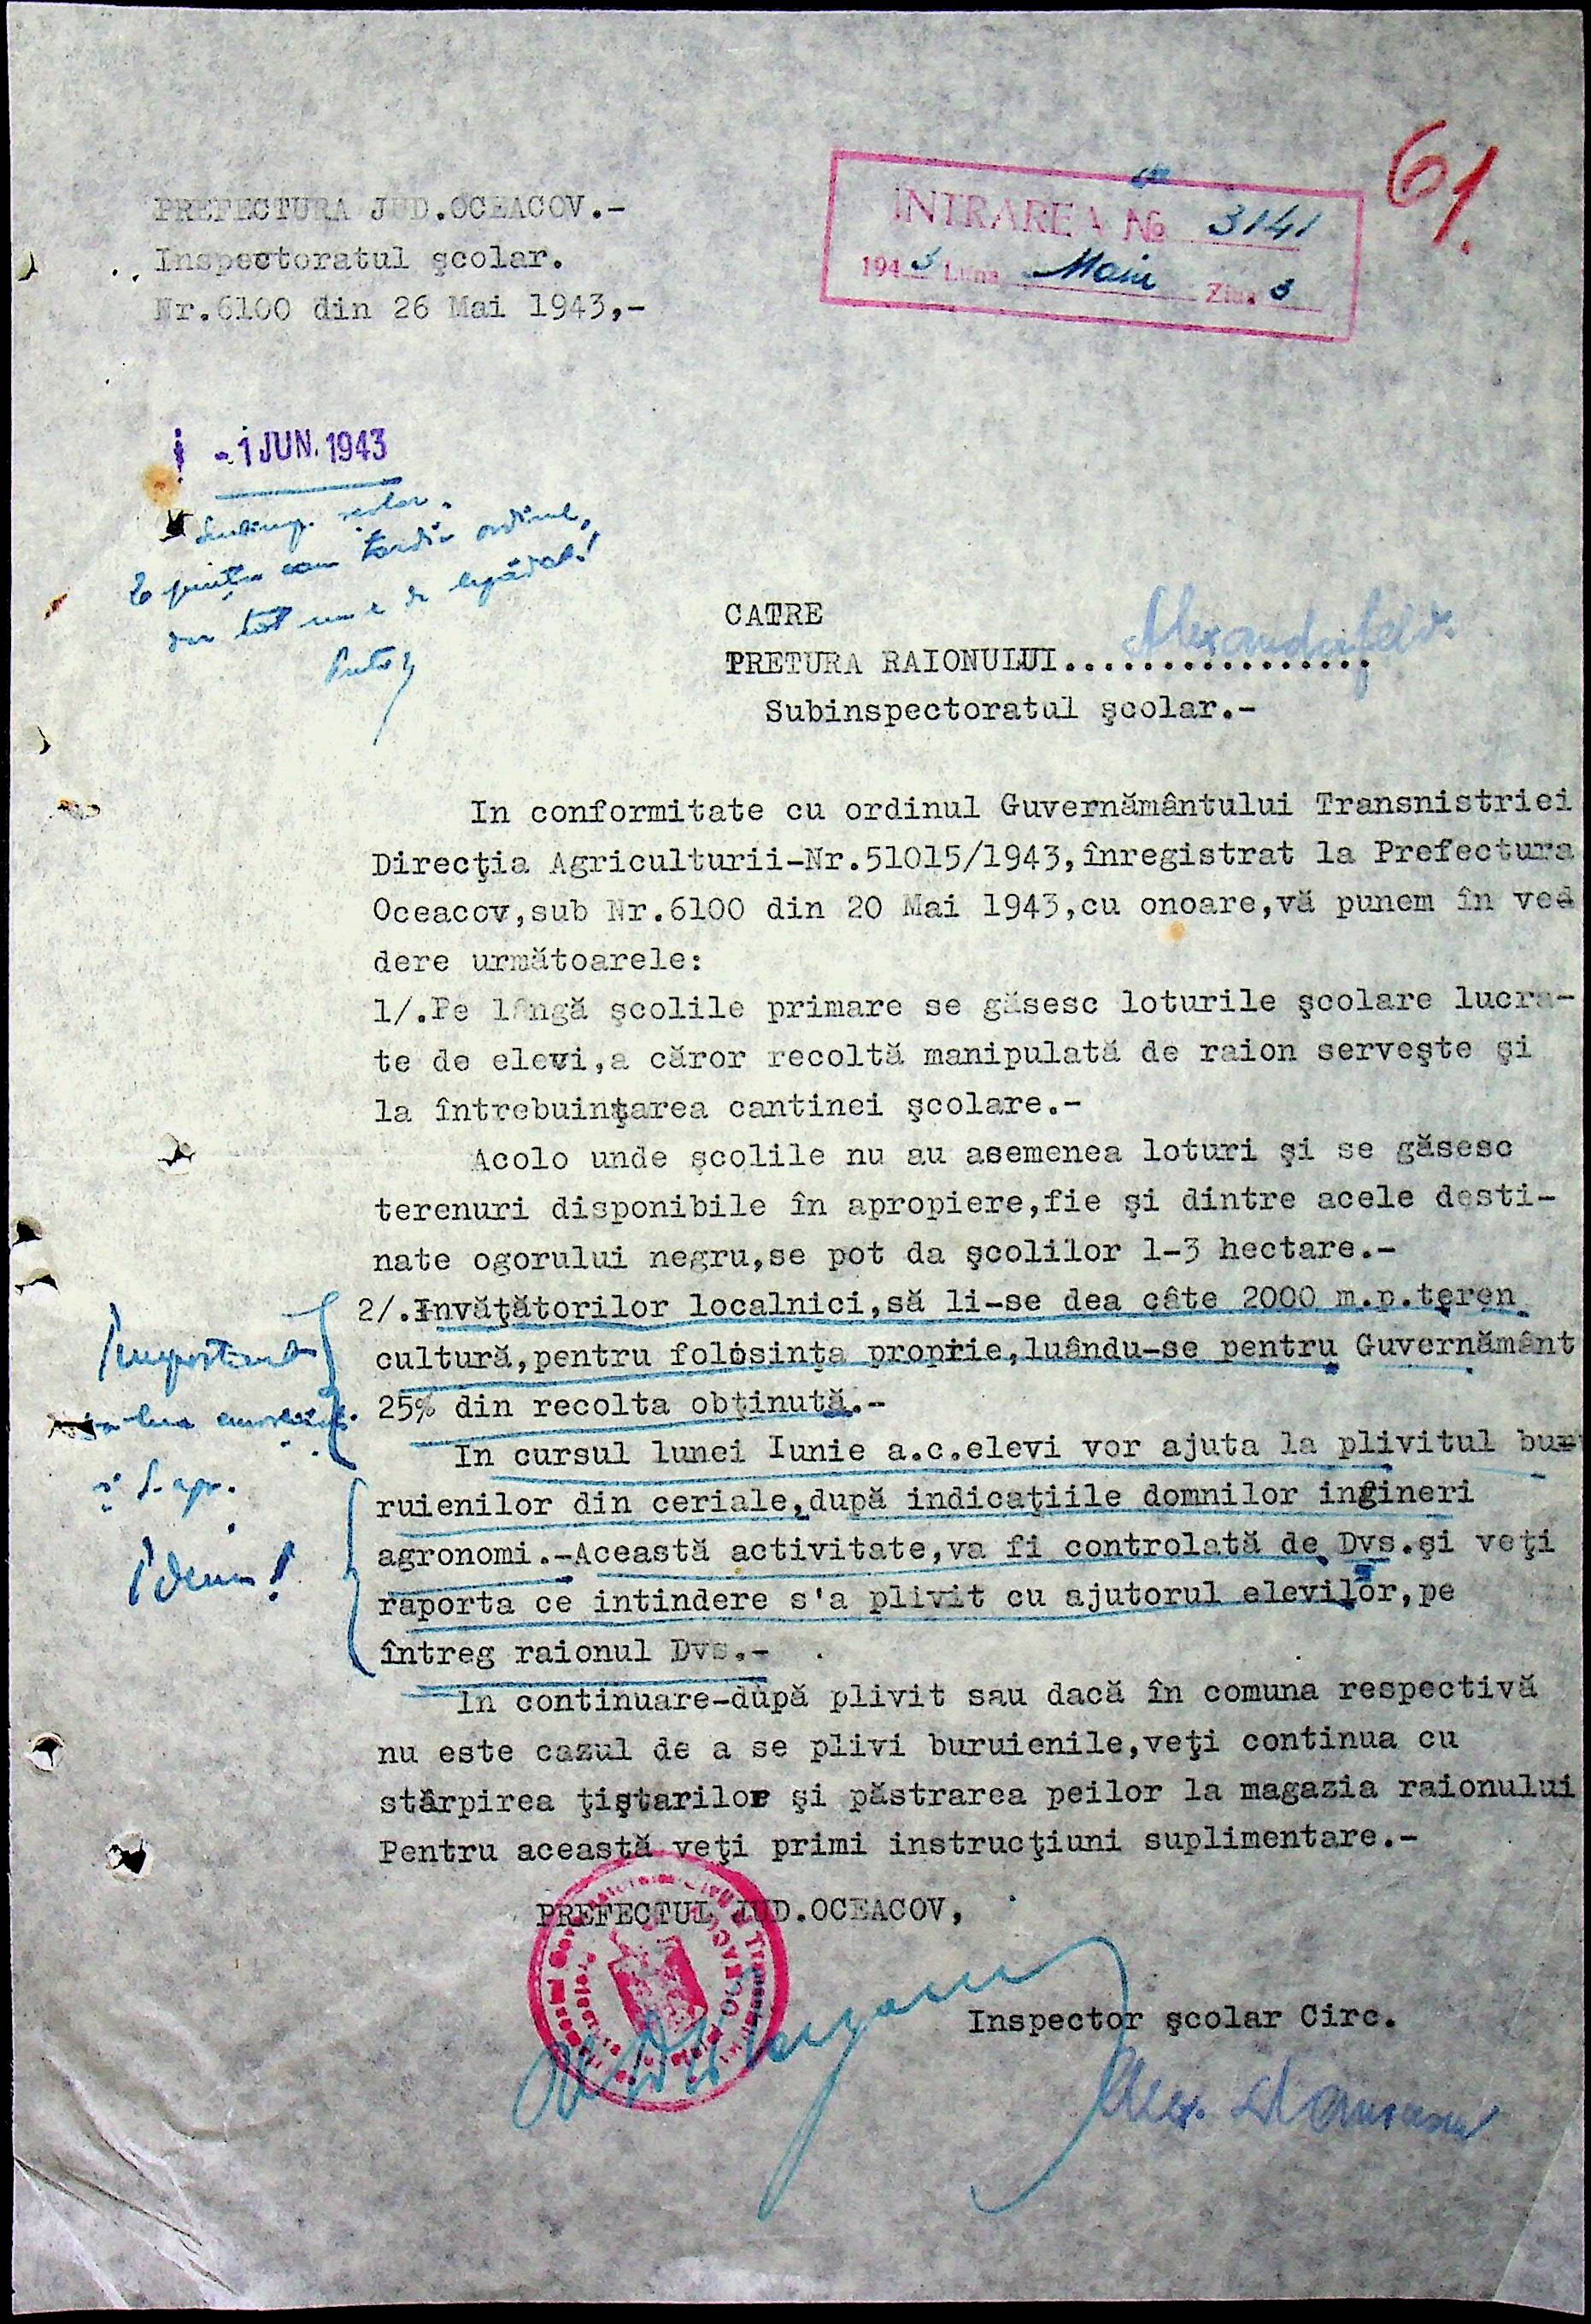 61.
PREFECTURA JUD.OCEACOV.-
Inspectoratul şcolar.
Nr.6100 din 26 Mai 1943,-
INTRAREA № 3141
194 3 Luna Maiu Ziua 3
-1 JUN. 1943
CATRE
PRETURA RAIONULUI................ Alexanderfeld.
Subinspectoratul şcolar.-
In conformitate cu ordinul Guvernământului Transnistriei
Direcţia Agriculturii-Nr.51015/1943,înregistrat la Prefectura
Oceacov,sub Nr.6100 din 20 Mai 1943,cu onoare,vă punem în ved
dere următoarele:
1/.Pe lângă şcolile primare se găsesc loturile şcolare lucra-
te de elevi,a căror recoltă manipulată de raion serveşte şi
la întrebuinţarea cantinei şcolare.-
Acolo unde şcolile nu au asemenea loturi şi se găsesc
terenuri disponibile în apropiere,fie şi dintre acele desti-
nate ogorului negru,se pot da şcolilor 1-3 hectare.-
2/.Invăţătorilor localnici,să li-se dea câte 2000 m.p.teren
cultură,pentru folosinţa proprie,luându-se pentru Guvernământ
25% din recolta obţinută.-
Important
In cursul lunei Iunie a.c.elevi vor ajuta la plivitul bur
ruienilor din ceriale,după indicaţiile domnilor ingineri
agronomi.-Această activitate,va fi controlată de Dvs.şi veţi
raporta ce intindere s'a plivit cu ajutorul elevilor,pe
întreg raionul Dvs.-
Idem!
In continuare-după plivit sau dacă în comuna respectivă
nu este cazul de a se plivi buruienile,veţi continua cu
stârpirea ţiştarilor şi păstrarea peilor la magazia raionului
Pentru această veţi primi instrucţiuni suplimentare.-
PREFECTUL JUD.OCEACOV,
Inspector şcolar Circ.
Alex.